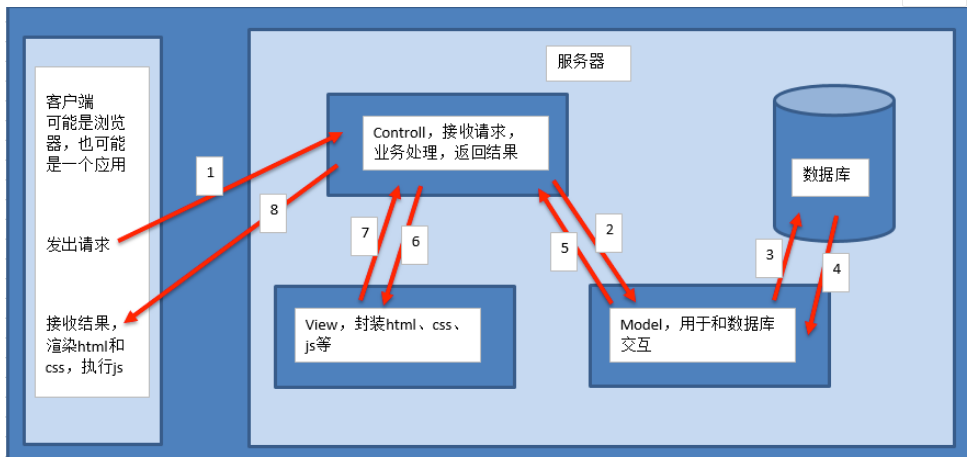 服务器
客户端
可能是浏览
器，也可能
是一个应用
Controll，接收请求，
业务处理，返回结果
数据库
1
8
发出请求
7
6
5
2
3
4
接收结果，
渲染html和
css，执行js
View，封装html、css、
js等
Model，用于和数据库
交互